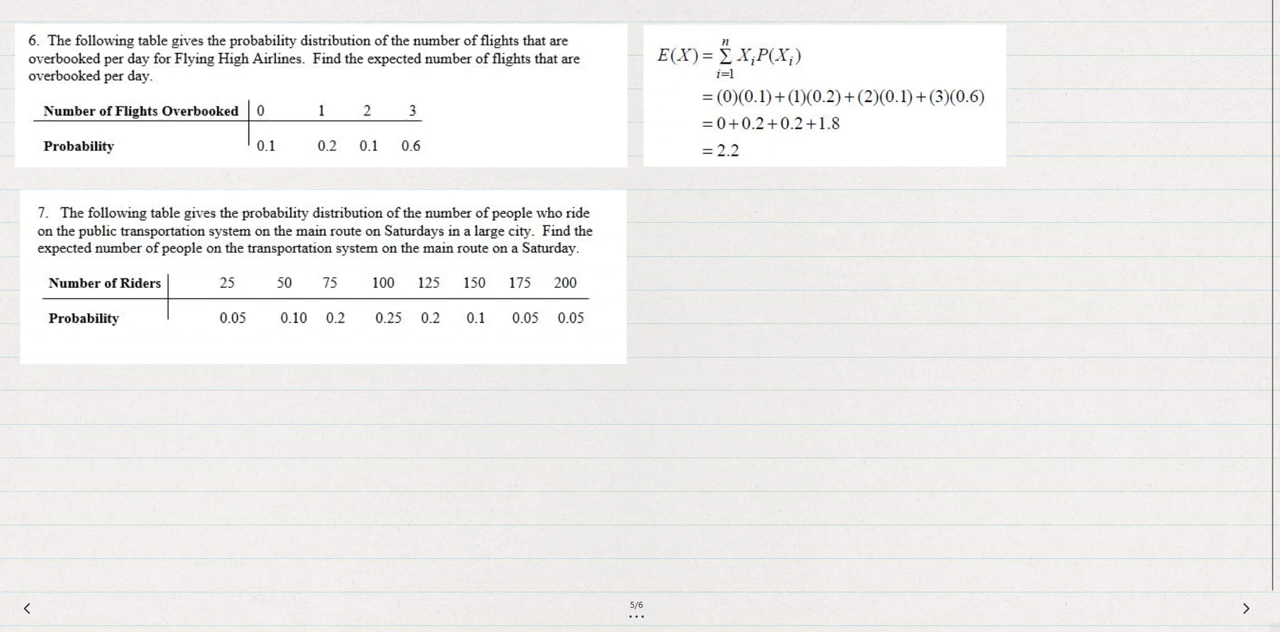 6. The following table gives the probability distribution of the number of flights that are
overbooked per day for Flying High Airlines. Find the expected number of flights that are
overbooked per day.
Number of Flights Overbooked 0 1 2 3
Probability 0.1 0.2 0.1 0.6
E(X) = Σ X_i P(X_i)
n
i=1
= (0)(0.1) + (1)(0.2) + (2)(0.1) + (3)(0.6)
= 0 + 0.2 + 0.2 + 1.8
= 2.2
7. The following table gives the probability distribution of the number of people who ride
on the public transportation system on the main route on Saturdays in a large city. Find the
expected number of people on the transportation system on the main route on a Saturday.
Number of Riders 25 50 75 100 125 150 175 200
Probability 0.05 0.10 0.2 0.25 0.2 0.1 0.05 0.05
5/6